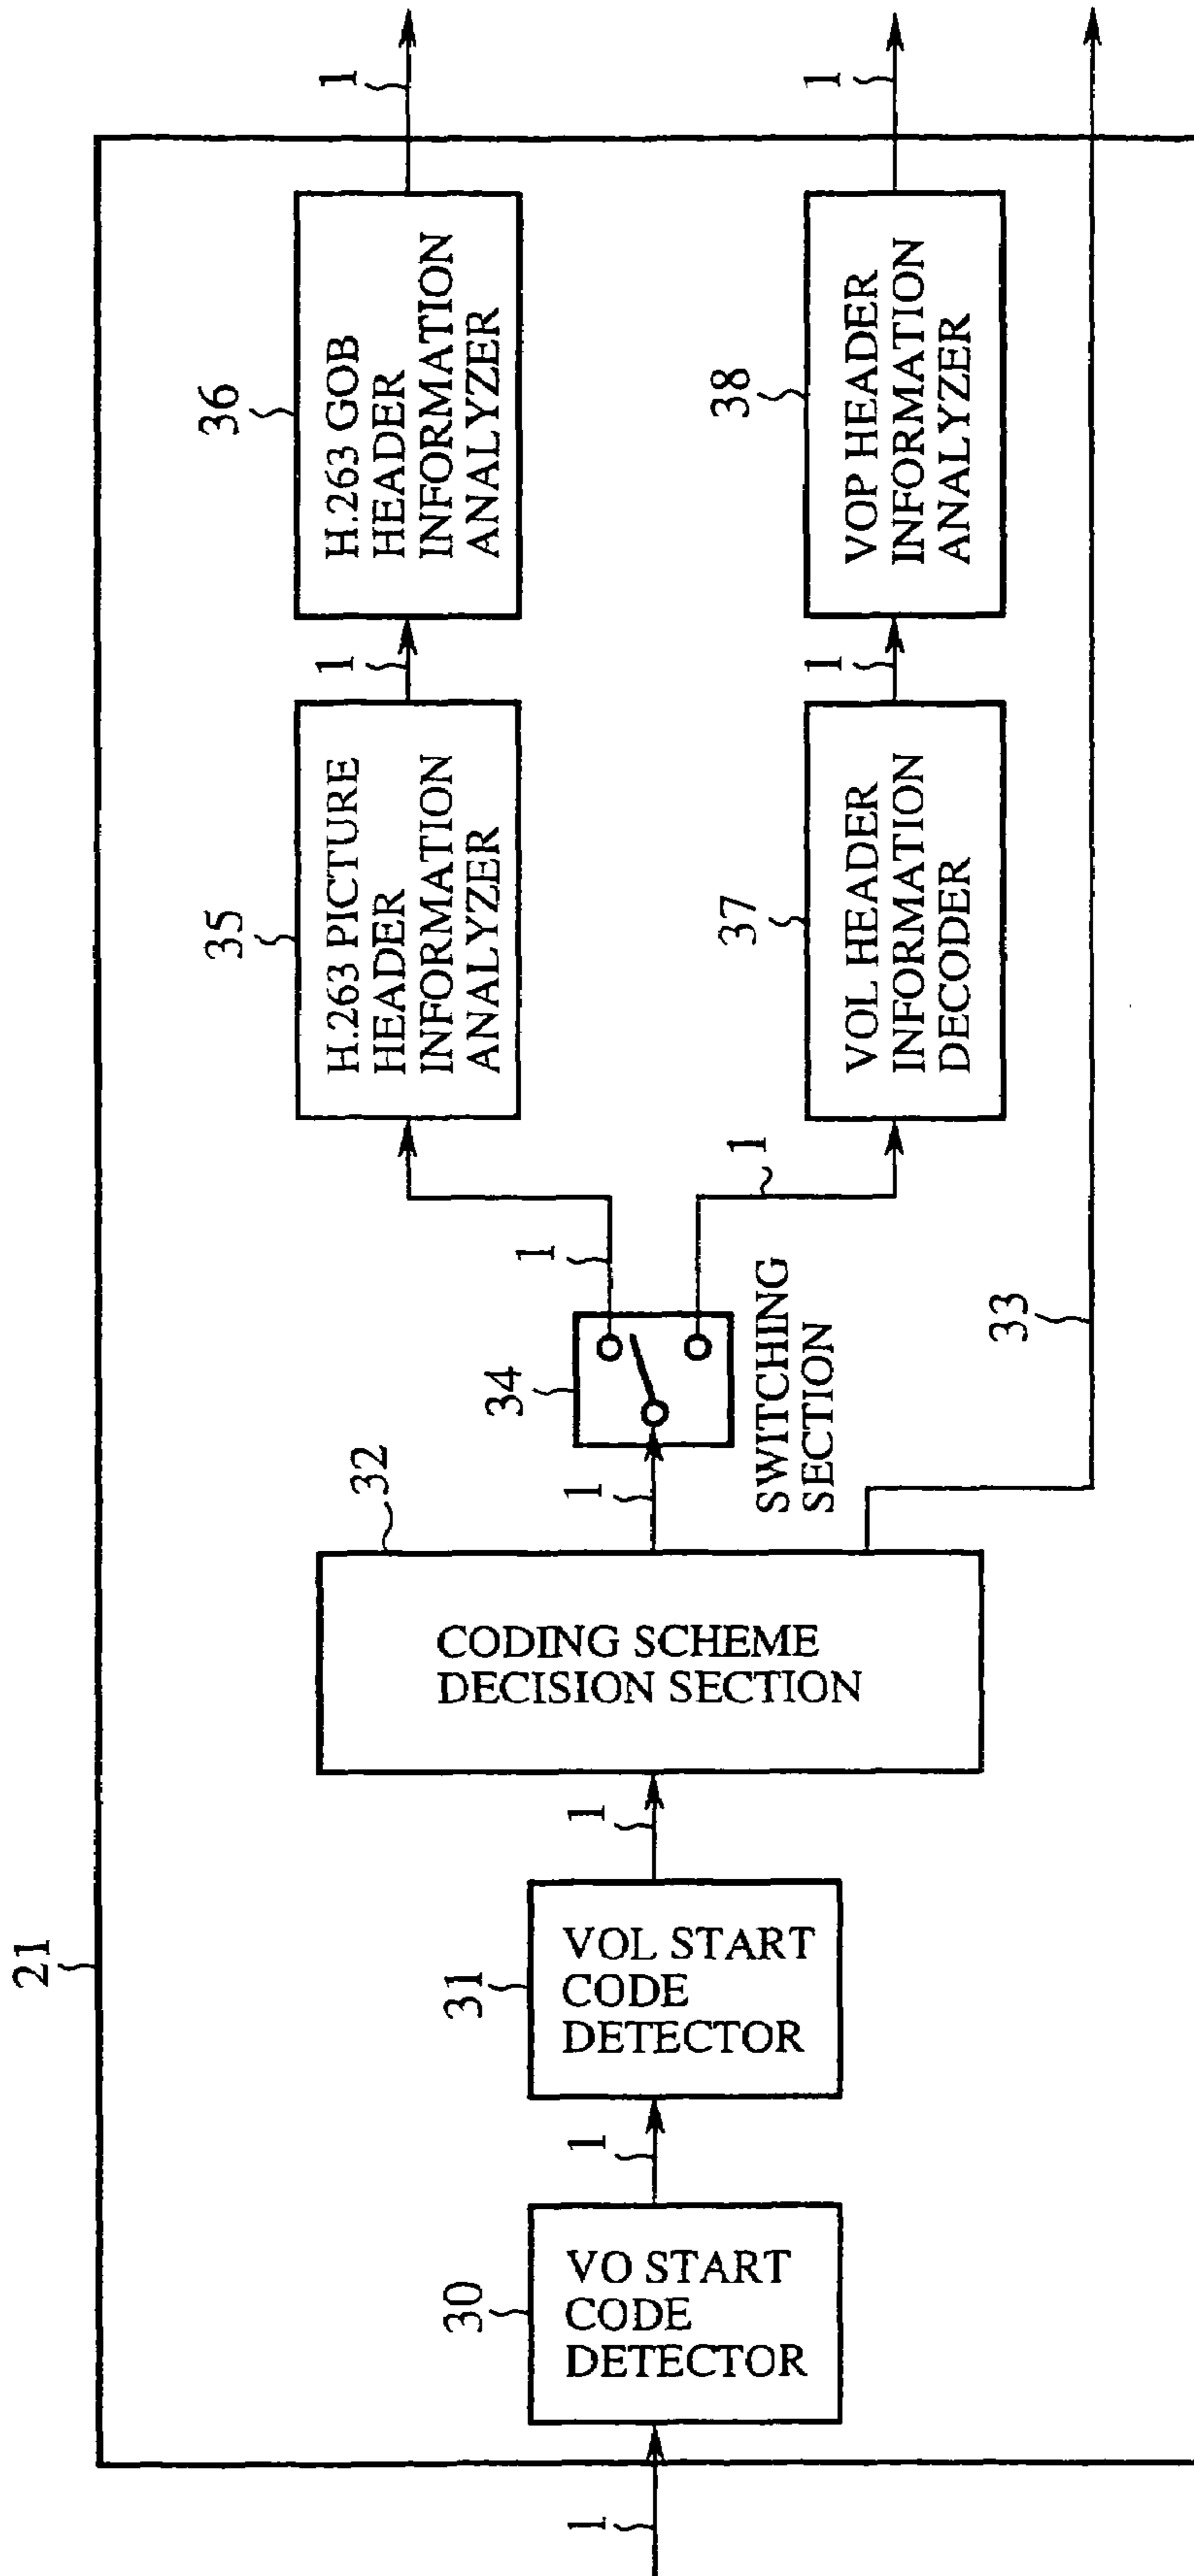 21
1
30
VO START
CODE
DETECTOR
1
31
VOL START
CODE
DETECTOR
1
32
CODING SCHEME
DECISION SECTION
1
34
SWITCHING
SECTION
1
35
H.263 PICTURE
HEADER
INFORMATION
ANALYZER
1
36
H.263 GOB
HEADER
INFORMATION
ANALYZER
1
1
37
VOL HEADER
INFORMATION
DECODER
1
38
VOP HEADER
INFORMATION
ANALYZER
1
33